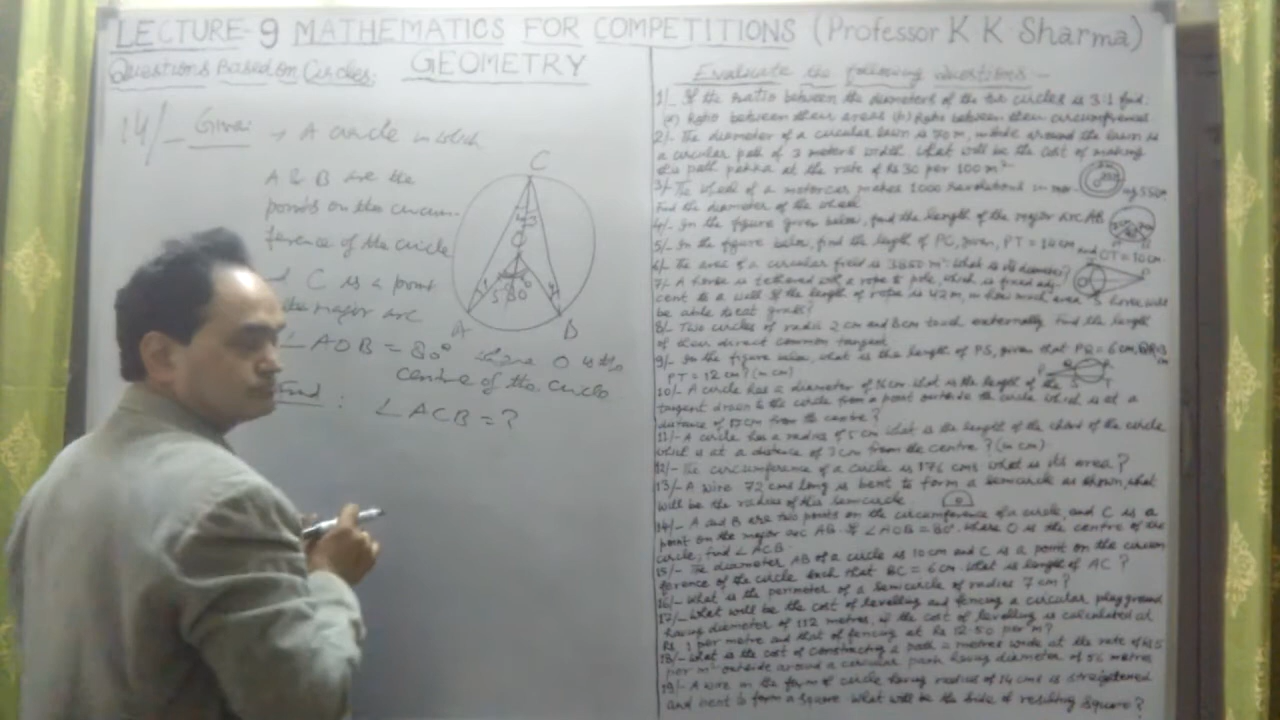 LECTURE-9 MATHEMATICS FOR COMPETITIONS (Professor K K Sharma)
Questions Based on Circles: GEOMETRY
14/- Given: → A circle in which
A & B are the
points on the circum-
ference of the circle
C is a point
major arc
∠AOB = 80° where O is the
centre of the circle
Find : ∠ACB = ?
C
O
80°
A B
Evaluate the following Questions :-
1/- If the ratio between the diameters of the two circles is 3:1 find.
(a) Ratio between their areas (b) Ratio between their circumferences
2/- The diameter of a circular lawn is 70 m, inside around the lawn is
a circular path of 3 meters width. What will be the cost of making
this path pakka at the rate of Rs 30 per 100 m²
3/- The wheel of a motorcar makes 1000 revolutions in
Find the diameter of the wheel
4/- In the figure given below, find the length of the major arc AB
5/- In the figure below, find the length of PC, given, PT = 14 cm and OT = 10 cm.
6/- The area of a circular field is 3850 m². What is its diameter?
7/- A horse is tethered with a rope to pole, which is fixed adj-
cent to a wall If the length of rope is 42 m, in how much area horse will
be able to eat grass?
8/- Two circles of radii 2 cm and 8 cm touch externally. Find the length
of their direct common tangent
9/- In the figure below, what is the length of PS, given that PQ = 6 cm,
PT = 12 cm? (in cm)
10/- A circle has a diameter of 16 cm. What is the length of the
tangent drawn to the circle from a point outside the circle which is at a
distance of 17 cm from the centre?
11/- A circle has a radius of 5 cm what is the length of the chord of the circle
which is at a distance of 3 cm from the centre? (in cm)
12/- The circumference of a circle is 176 cms what is its area?
13/- A wire 72 cms long is bent to form a semicircle as shown, what
will be the radius of this semicircle.
14/- A and B are two points on the circumference of a circle and C is a
point on the major arc AB If ∠AOB = 80°. Where O is the centre of the
circle, find ∠ACB.
15/- The diameter AB of a circle is 10 cm and C is a point on the circum
ference of the circle such that BC = 6 cm. What is length of AC ?
16/- What is the perimeter of a semicircle of radius 7 cm?
17/- What will be the cost of levelling and fencing a circular playground
having diameter of 112 metres, if the cost of levelling is calculated at
Rs. 1 per metre and that of fencing at Rs 12.50 per m?
18/- What is the cost of constructing a path metres wide at the rate of Rs 5
per m² outside around a circular park having diameter of 56 metres
19/- A wire in the form of circle having radius of 14 cms is streigtened
and bent to form a square. What will be the side of resulting square?